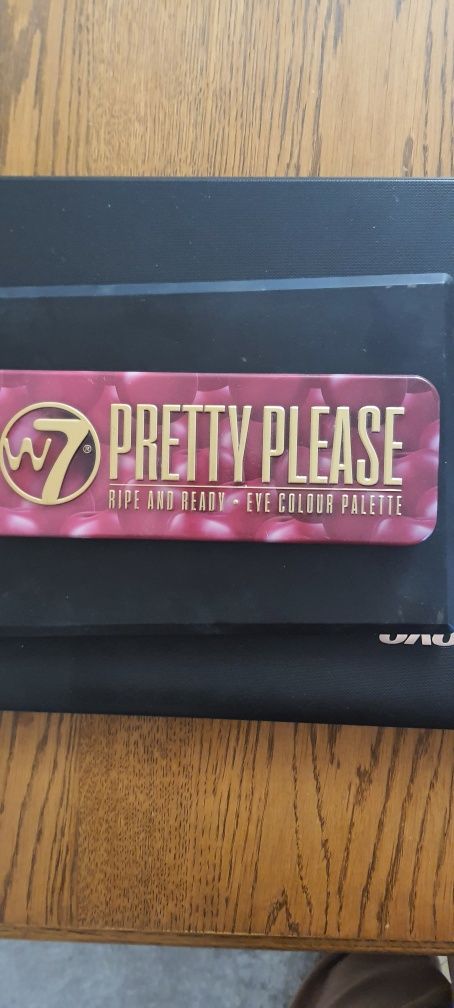 W7®
PRETTY PLEASE
RIPE AND READY • EYE COLOUR PALETTE